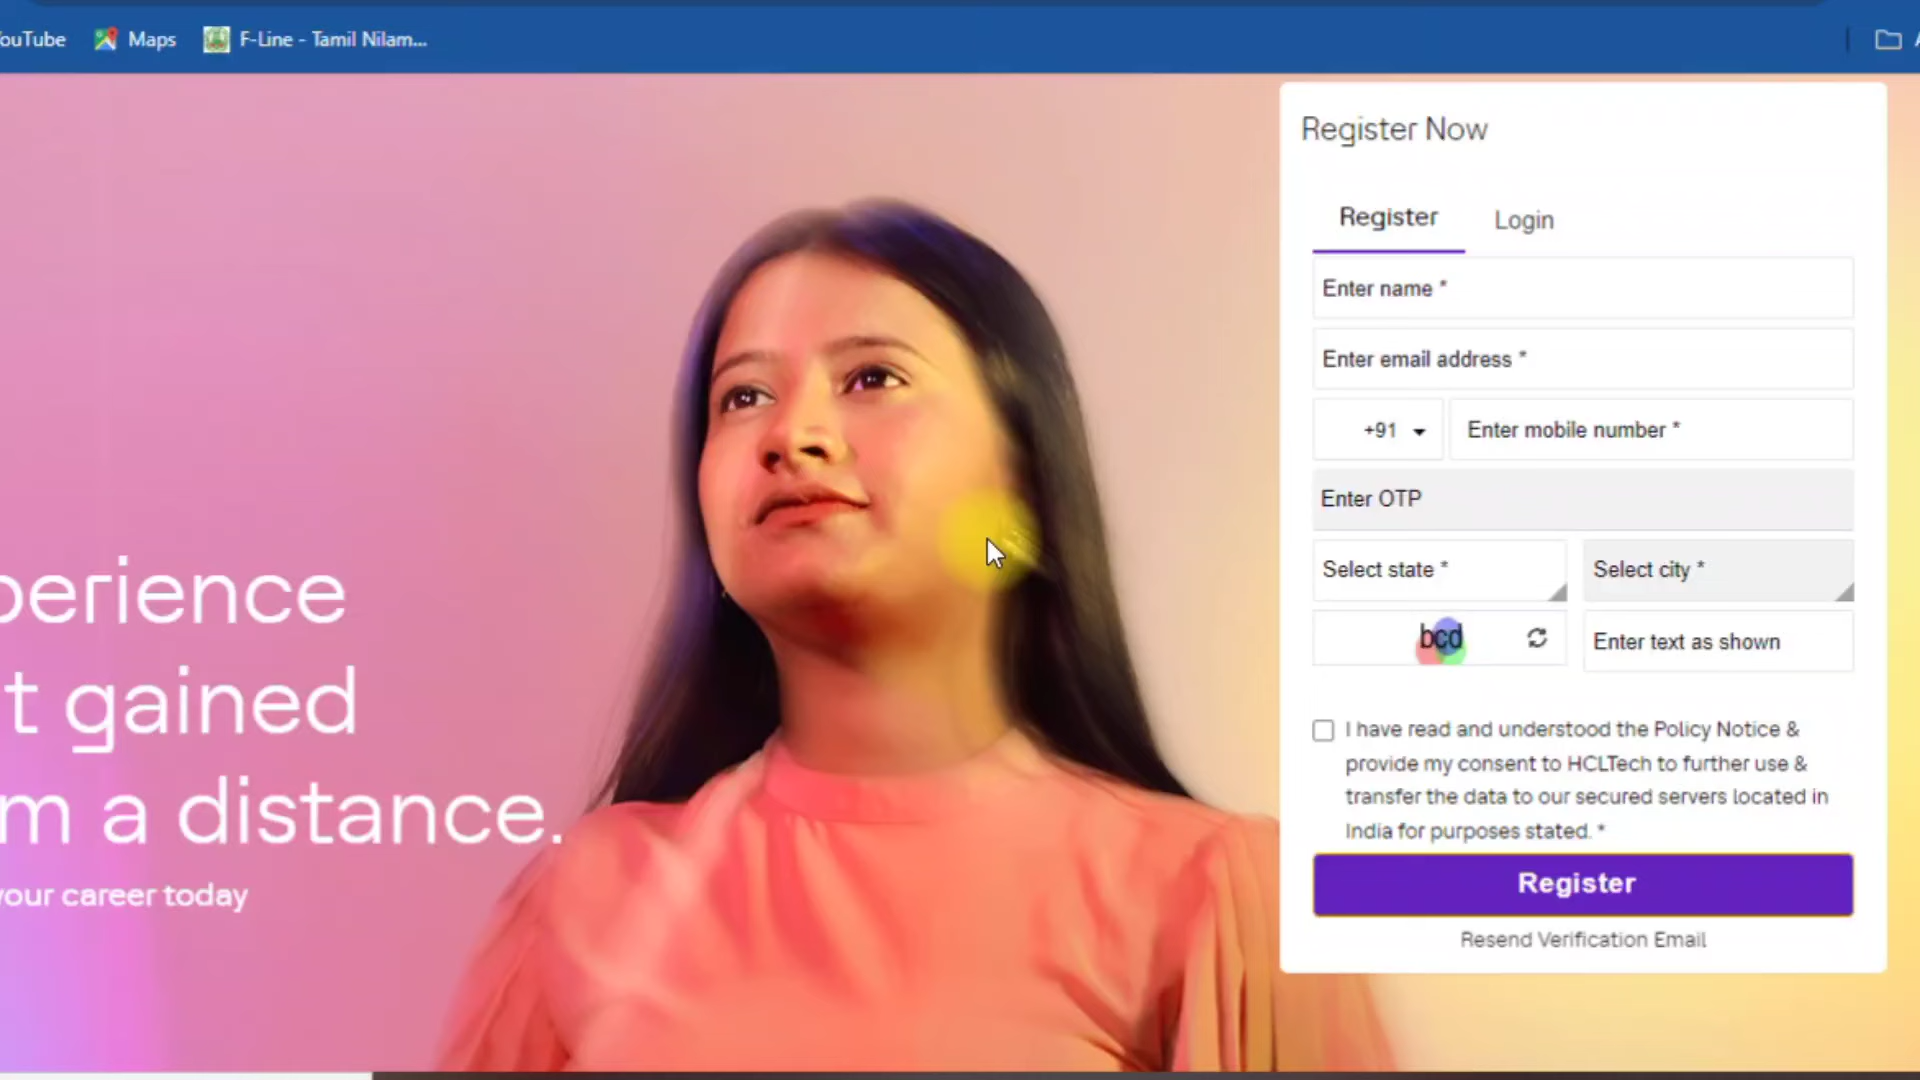 Maps
F-Line - Tamil Nilam...
Register Now
Register
Login
Enter name *
Enter email address *
+91
Enter mobile number *
Enter OTP
Select state *
Select city *
bcd
Enter text as shown
I have read and understood the Policy Notice &
provide my consent to HCLTech to further use &
transfer the data to our secured servers located in
India for purposes stated. *
Register
Resend Verification Email
gained
a distance.
your career today